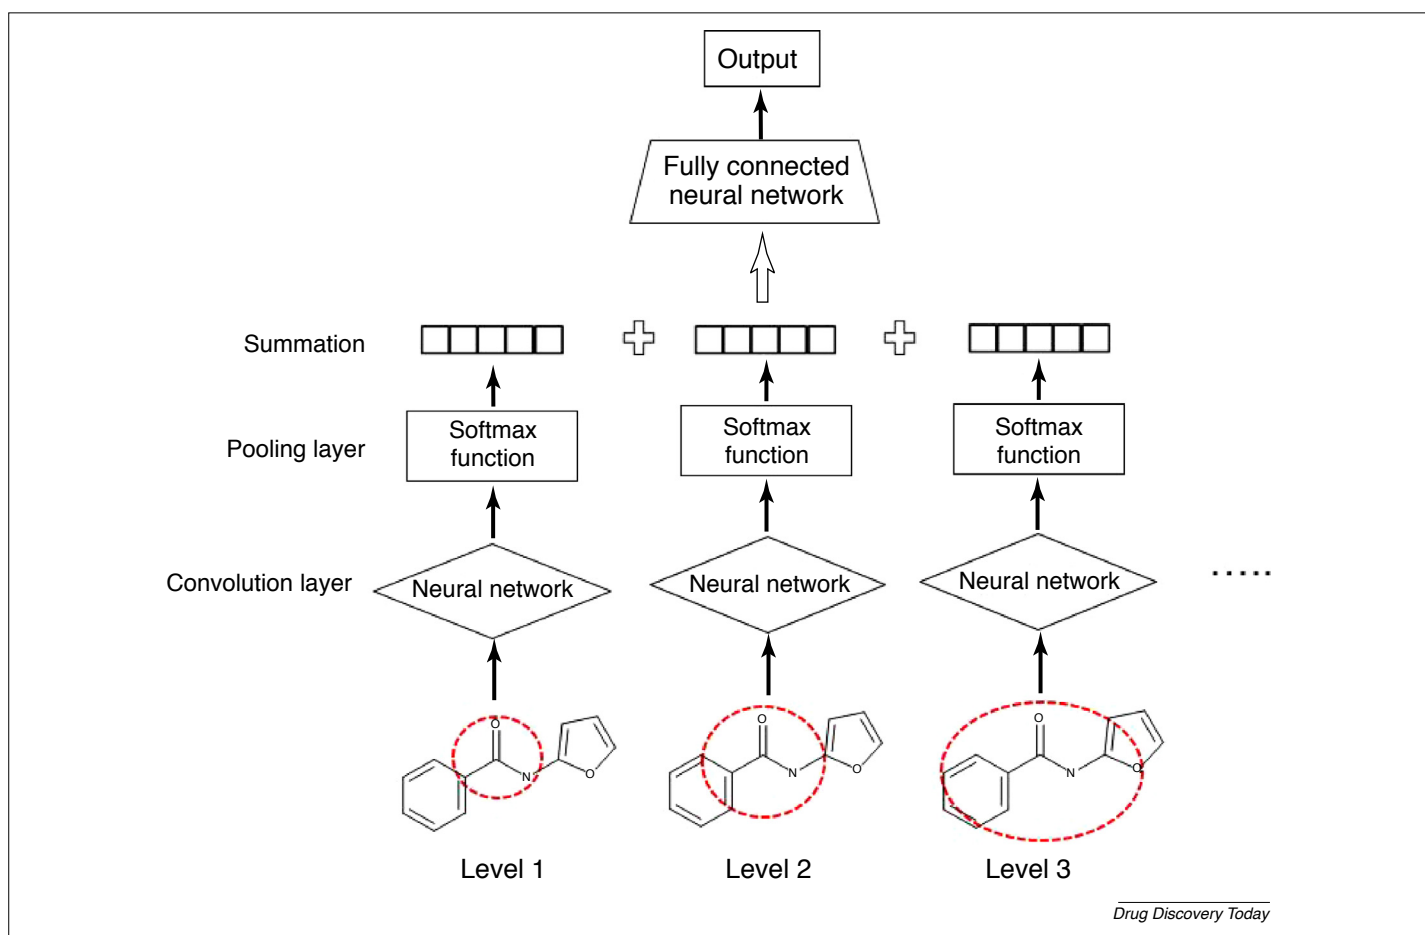 Output
Fully connected
neural network
Summation
Pooling layer
Softmax
function
Softmax
function
Softmax
function
Convolution layer
Neural network
Neural network
Neural network
.....
O
N
O
O
N
O
O
N
O
Level 1
Level 2
Level 3
Drug Discovery Today